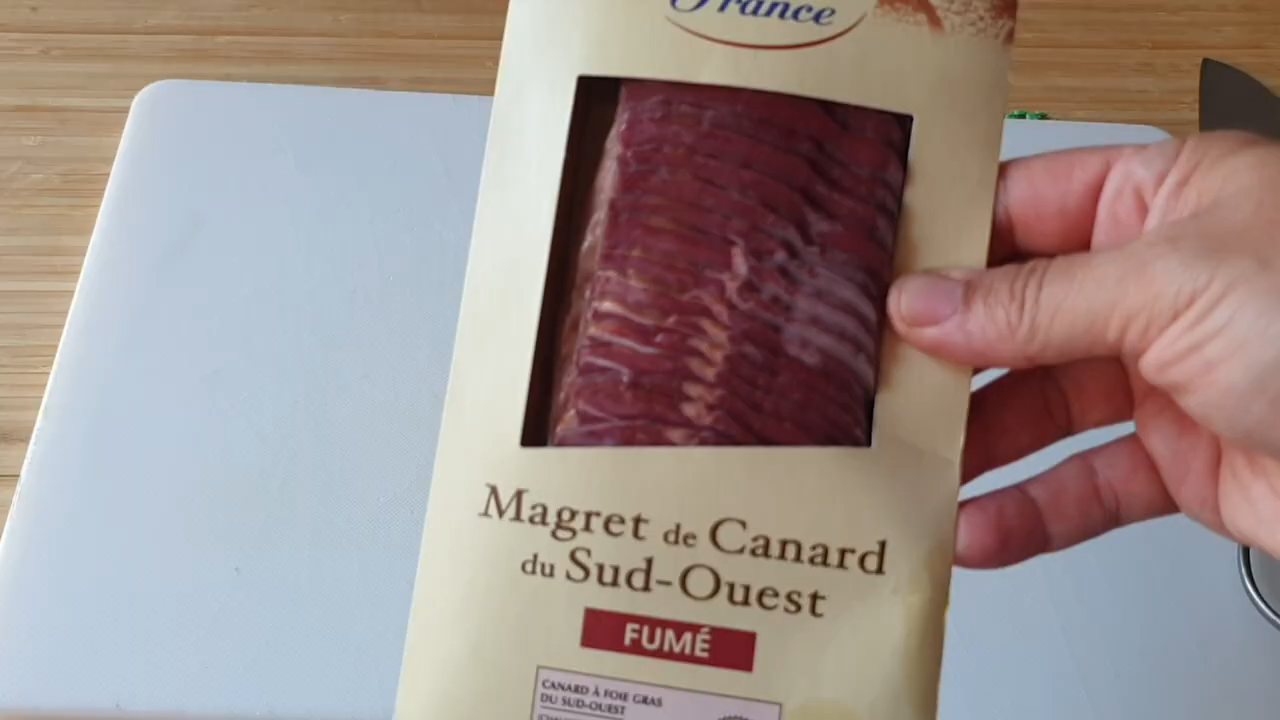 France
Magret de Canard
du Sud-Ouest
FUMÉ
CANARD À FOIE GRAS
DU SUD-OUEST